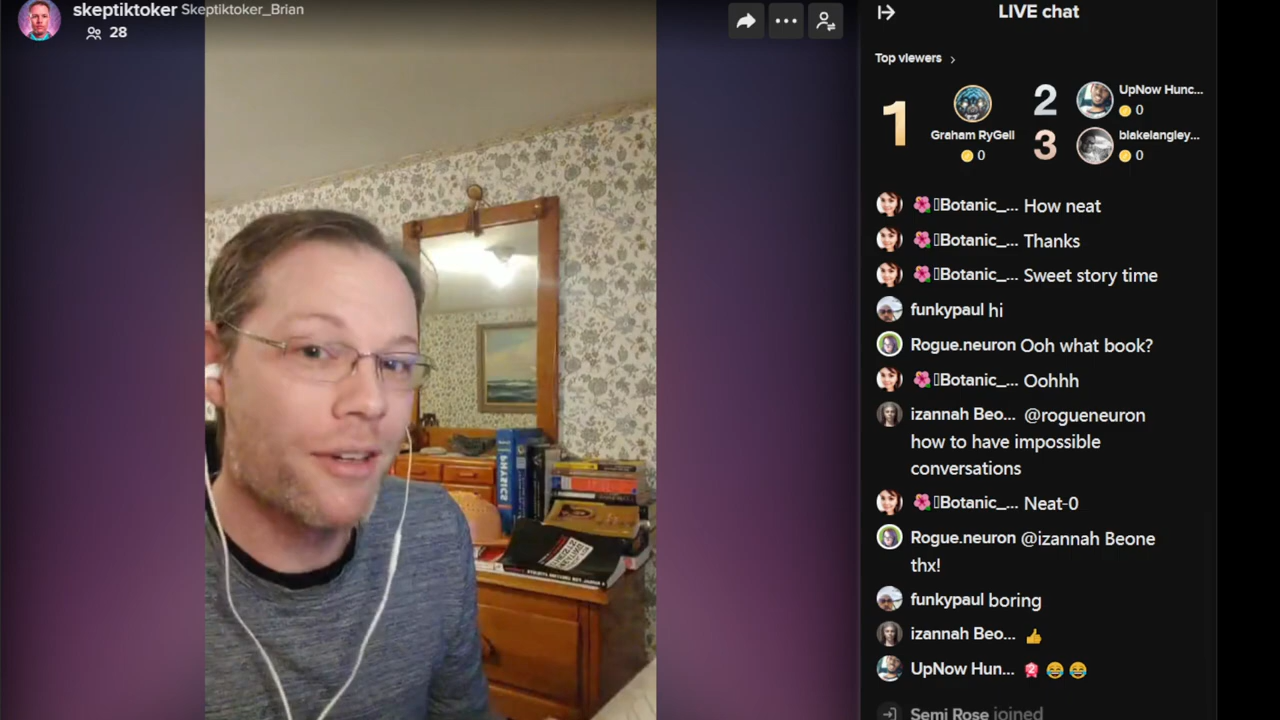 skeptiktoker Skeptiktoker_Brian
28
LIVE chat
Top viewers
1
Graham RyGell
0
2
UpNow Hunc...
0
3
blakelangley...
0
Botanic_... How neat
Botanic_... Thanks
Botanic_... Sweet story time
funkypaul hi
Rogue.neuron Ooh what book?
Botanic_... Oohhh
izannah Beo... @rogueneuron
how to have impossible
conversations
Botanic_... Neat-0
Rogue.neuron @izannah Beone
thx!
funkypaul boring
izannah Beo... 👍
UpNow Hun... 😂 😂
Semi Rose joined
PHYSICS